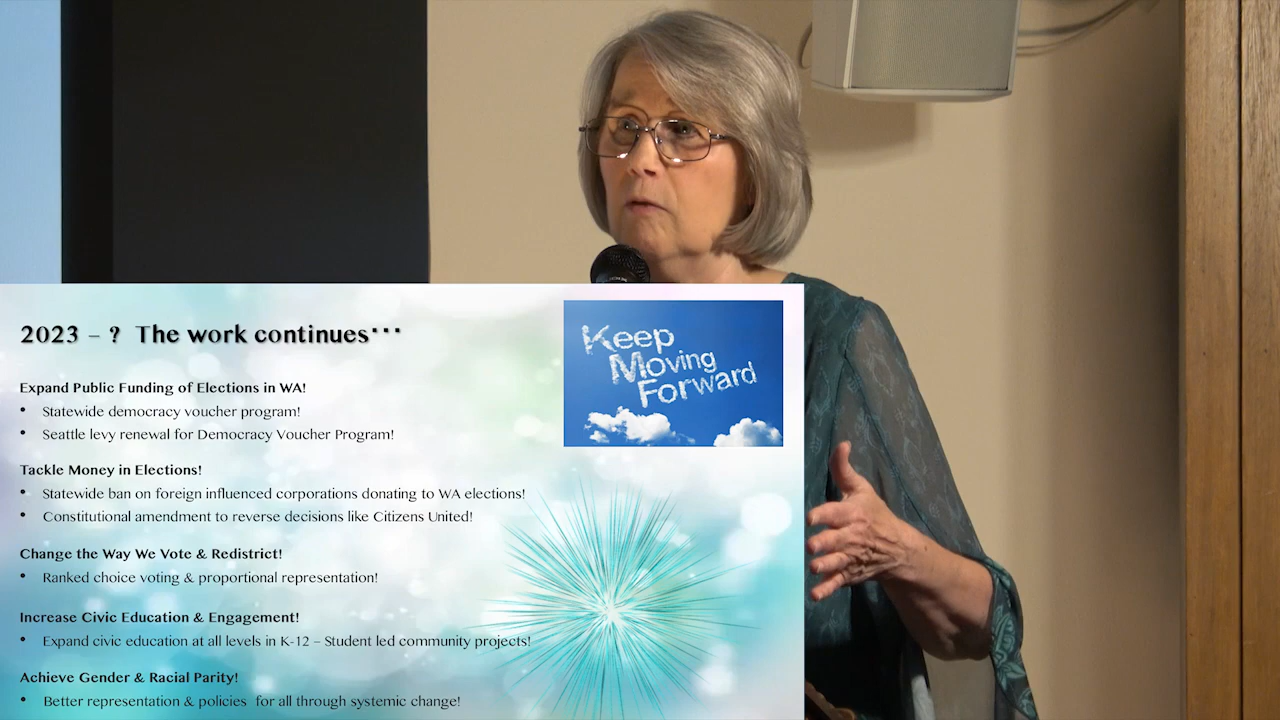 2023 – ? The work continues...
Keep
Moving
Forward
Expand Public Funding of Elections in WA!
• Statewide democracy voucher program!
• Seattle levy renewal for Democracy Voucher Program!
Tackle Money in Elections!
• Statewide ban on foreign influenced corporations donating to WA elections!
• Constitutional amendment to reverse decisions like Citizens United!
Change the Way We Vote & Redistrict!
• Ranked choice voting & proportional representation!
Increase Civic Education & Engagement!
• Expand civic education at all levels in K-12 – Student led community projects!
Achieve Gender & Racial Parity!
• Better representation & policies for all through systemic change!